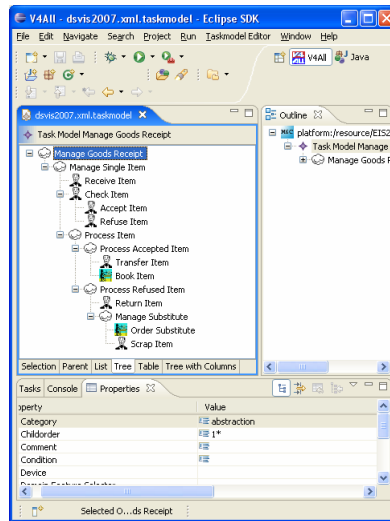 V4All - dsvis2007.xml.taskmodel - Eclipse SDK
File Edit Navigate Search Project Run Taskmodel Editor Window Help
V4All Java
dsvis2007.xml.taskmodel
Outline
Task Model Manage Goods Receipt
platform:/resource/EIS2
Manage Goods Receipt
Task Model Manage
Manage Single Item
Manage Goods R
Receive Item
Check Item
Accept Item
Refuse Item
Process Item
Process Accepted Item
Transfer Item
Book Item
Process Refused Item
Return Item
Manage Substitute
Order Substitute
Scrap Item
Selection Parent List Tree Table Tree with Columns
Tasks Console Properties
operty Value
Category abstraction
Childorder 1*
Comment
Condition
Device
Selected O...ds Receipt